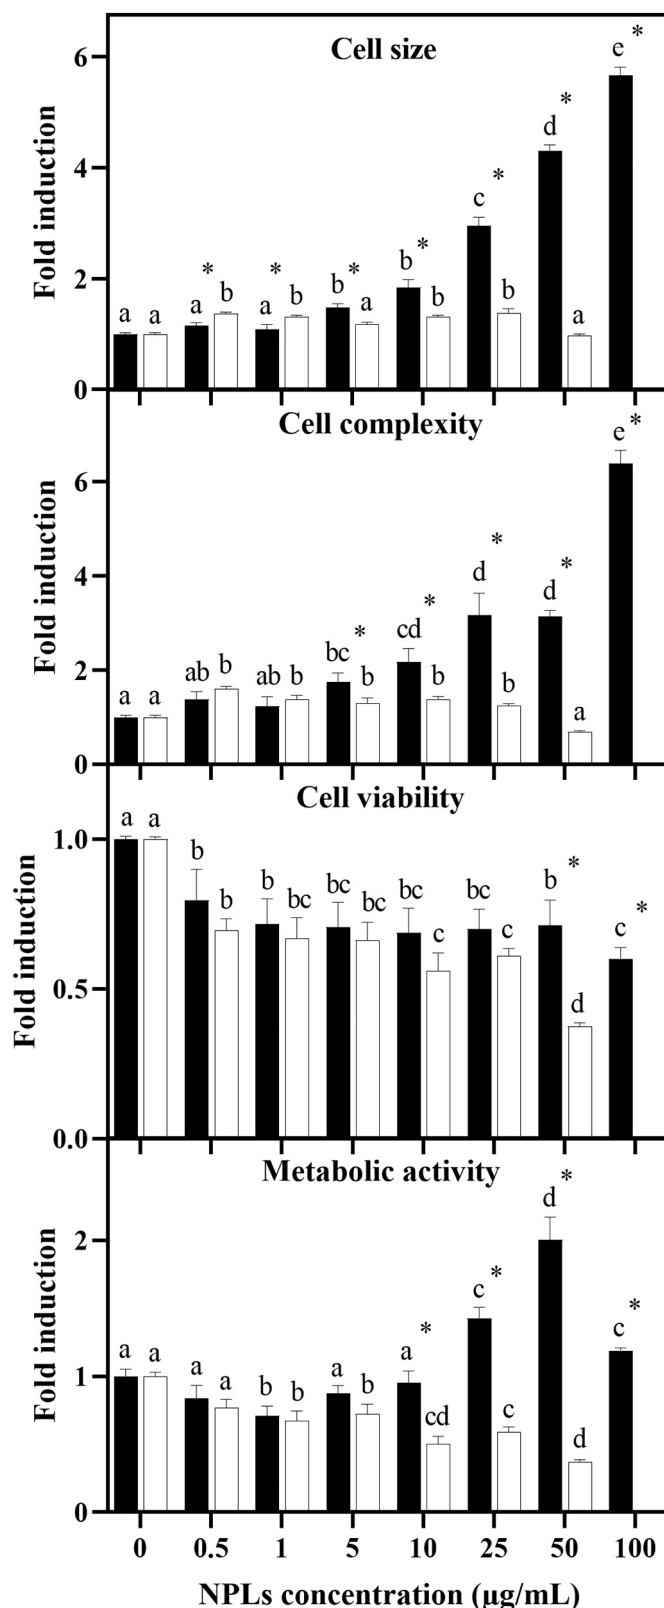 Cell size
Fold induction
6
4
2
0
a a a * b a * b b * a b * b c * b d * a e *
Cell complexity
Fold induction
6
4
2
0
a a ab b ab b bc * b cd * b d * b d * a e *
Cell viability
Fold induction
1.0
0.5
0.0
a a b b b bc bc bc bc c bc c b * d c *
Metabolic activity
Fold induction
2
1
0
a a a a b b a b a * cd c * c d * d c *
0 0.5 1 5 10 25 50 100
NPLs concentration (µg/mL)